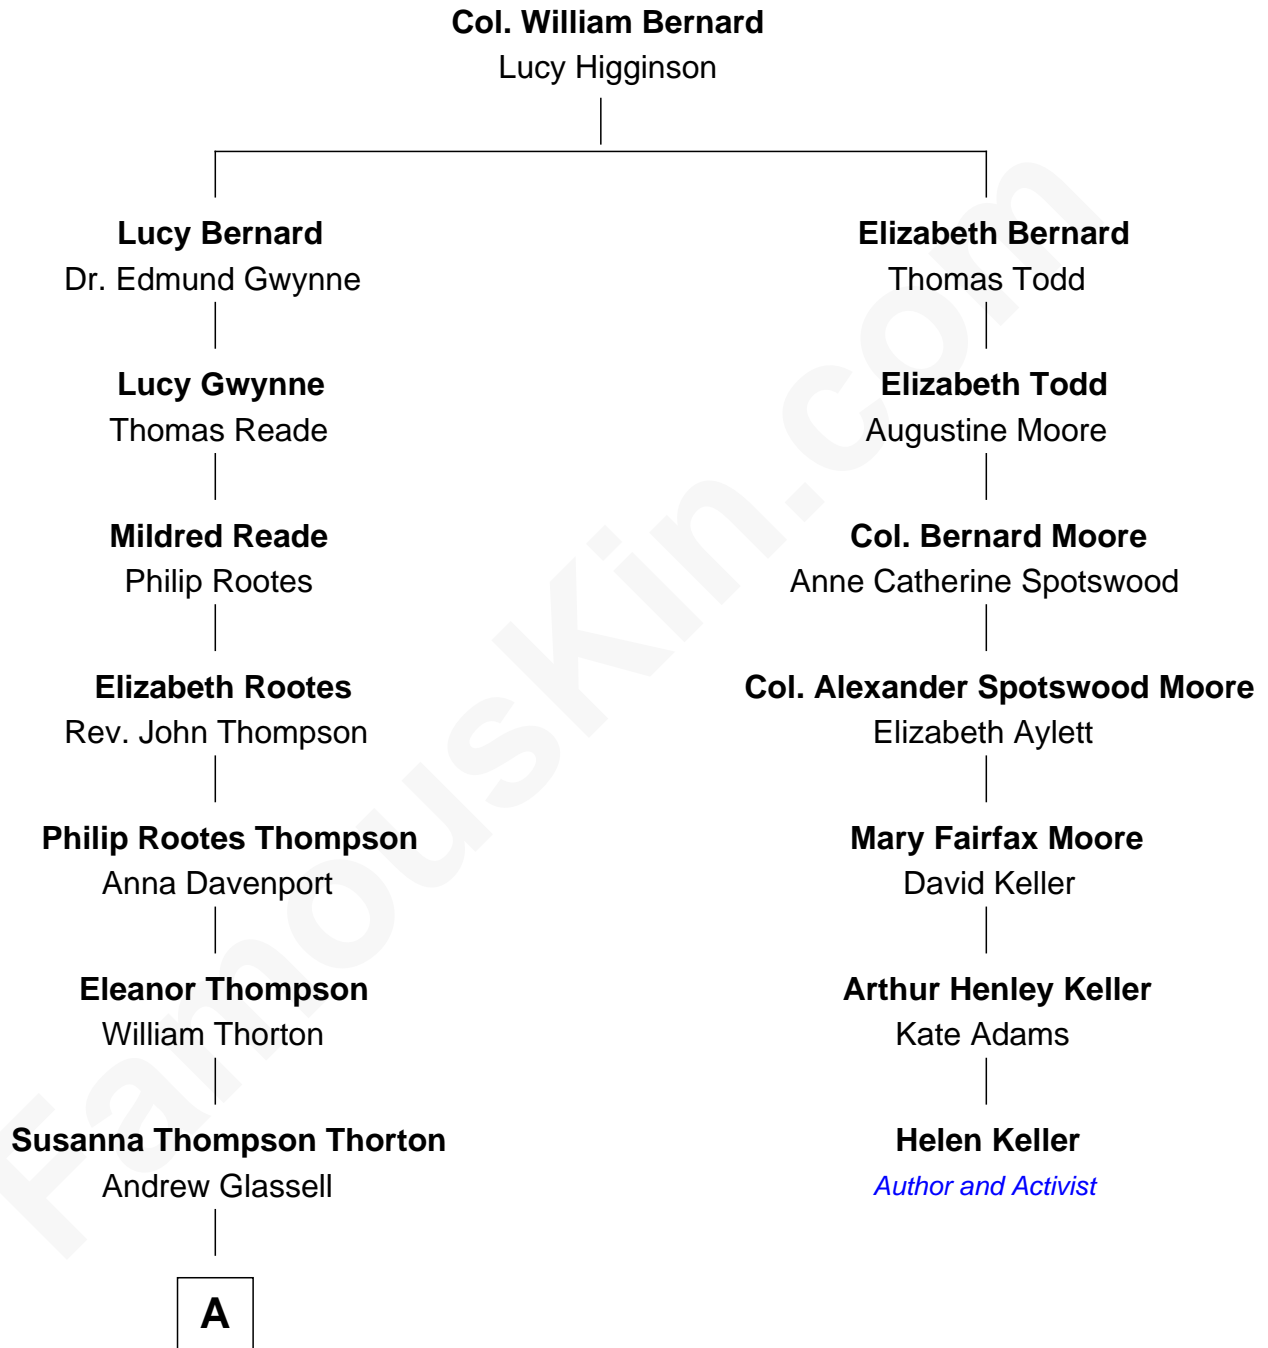 Col. William Bernard
Lucy Higginson
Lucy Bernard
Dr. Edmund Gwynne
Elizabeth Bernard
Thomas Todd
Lucy Gwynne
Thomas Reade
Elizabeth Todd
Augustine Moore
Mildred Reade
Philip Rootes
Col. Bernard Moore
Anne Catherine Spotswood
Elizabeth Rootes
Rev. John Thompson
Col. Alexander Spotswood Moore
Elizabeth Aylett
Philip Rootes Thompson
Anna Davenport
Mary Fairfax Moore
David Keller
Eleanor Thompson
William Thorton
Arthur Henley Keller
Kate Adams
Susanna Thompson Thorton
Andrew Glassell
Helen Keller
Author and Activist
A
FamousKin.com